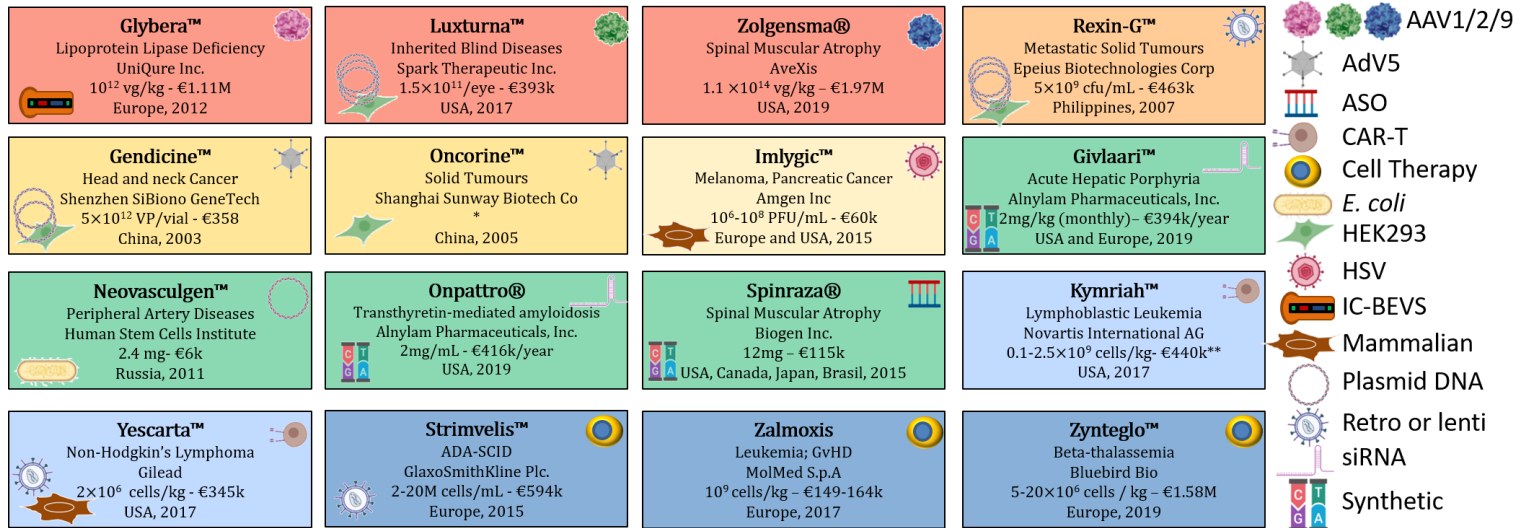 Glybera™
Lipoprotein Lipase Deficiency
UniQure Inc.
10¹² vg/kg - €1.11M
Europe, 2012
Luxturna™
Inherited Blind Diseases
Spark Therapeutic Inc.
1.5×10¹¹/eye - €393k
USA, 2017
Zolgensma®
Spinal Muscular Atrophy
AveXis
1.1 ×10¹⁴ vg/kg – €1.97M
USA, 2019
Rexin-G™
Metastatic Solid Tumours
Epeius Biotechnologies Corp
5×10⁹ cfu/mL - €463k
Philippines, 2007
Gendicine™
Head and neck Cancer
Shenzhen SiBiono GeneTech
5×10¹² VP/vial - €358
China, 2003
Oncorine™
Solid Tumours
Shanghai Sunway Biotech Co
*
China, 2005
Imlygic™
Melanoma, Pancreatic Cancer
Amgen Inc
10⁶-10⁸ PFU/mL - €60k
Europe and USA, 2015
Givlaari™
Acute Hepatic Porphyria
Alnylam Pharmaceuticals, Inc.
2mg/kg (monthly)– €394k/year
USA and Europe, 2019
C T
G A
Neovasculgen™
Peripheral Artery Diseases
Human Stem Cells Institute
2.4 mg- €6k
Russia, 2011
Onpattro®
Transthyretin-mediated amyloidosis
Alnylam Pharmaceuticals, Inc.
2mg/mL - €416k/year
USA, 2019
C T
G A
Spinraza®
Spinal Muscular Atrophy
Biogen Inc.
12mg – €115k
USA, Canada, Japan, Brasil, 2015
C T
G A
Kymriah™
Lymphoblastic Leukemia
Novartis International AG
0.1-2.5×10⁹ cells/kg- €440k**
USA, 2017
Yescarta™
Non-Hodgkin's Lymphoma
Gilead
2×10⁶ cells/kg - €345k
USA, 2017
Strimvelis™
ADA-SCID
GlaxoSmithKline Plc.
2-20M cells/mL - €594k
Europe, 2015
Zalmoxis
Leukemia; GvHD
MolMed S.p.A
10⁹ cells/kg – €149-164k
Europe, 2017
Zynteglo™
Beta-thalassemia
Bluebird Bio
5-20×10⁶ cells / kg – €1.58M
Europe, 2019
AAV1/2/9
AdV5
ASO
CAR-T
Cell Therapy
E. coli
HEK293
HSV
IC-BEVS
Mammalian
Plasmid DNA
Retro or lenti
siRNA
Synthetic
C T
G A